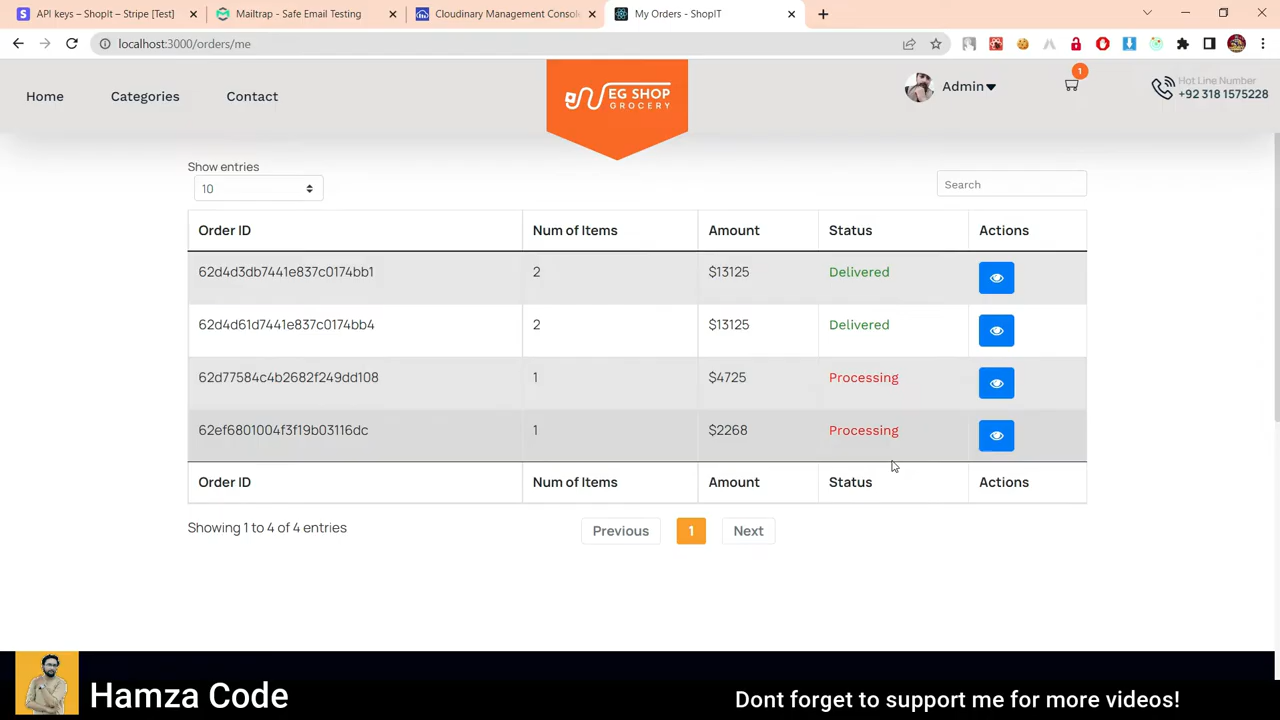 API keys – ShopIt – Stripe [Test]
Mailtrap - Safe Email Testing
Cloudinary Management Consol
My Orders - ShopIT
localhost:3000/orders/me
Home
Categories
Contact
EG SHOP
GROCERY
Admin
1
Hot Line Number
+92 318 1575228
Show entries
10
Search
Order ID Num of Items Amount Status Actions
62d4d3db7441e837c0174bb1 2 $13125 Delivered
62d4d61d7441e837c0174bb4 2 $13125 Delivered
62d77584c4b2682f249dd108 1 $4725 Processing
62ef6801004f3f19b03116dc 1 $2268 Processing
Order ID Num of Items Amount Status Actions
Showing 1 to 4 of 4 entries
Previous 1 Next
Hamza Code
Dont forget to support me for more videos!